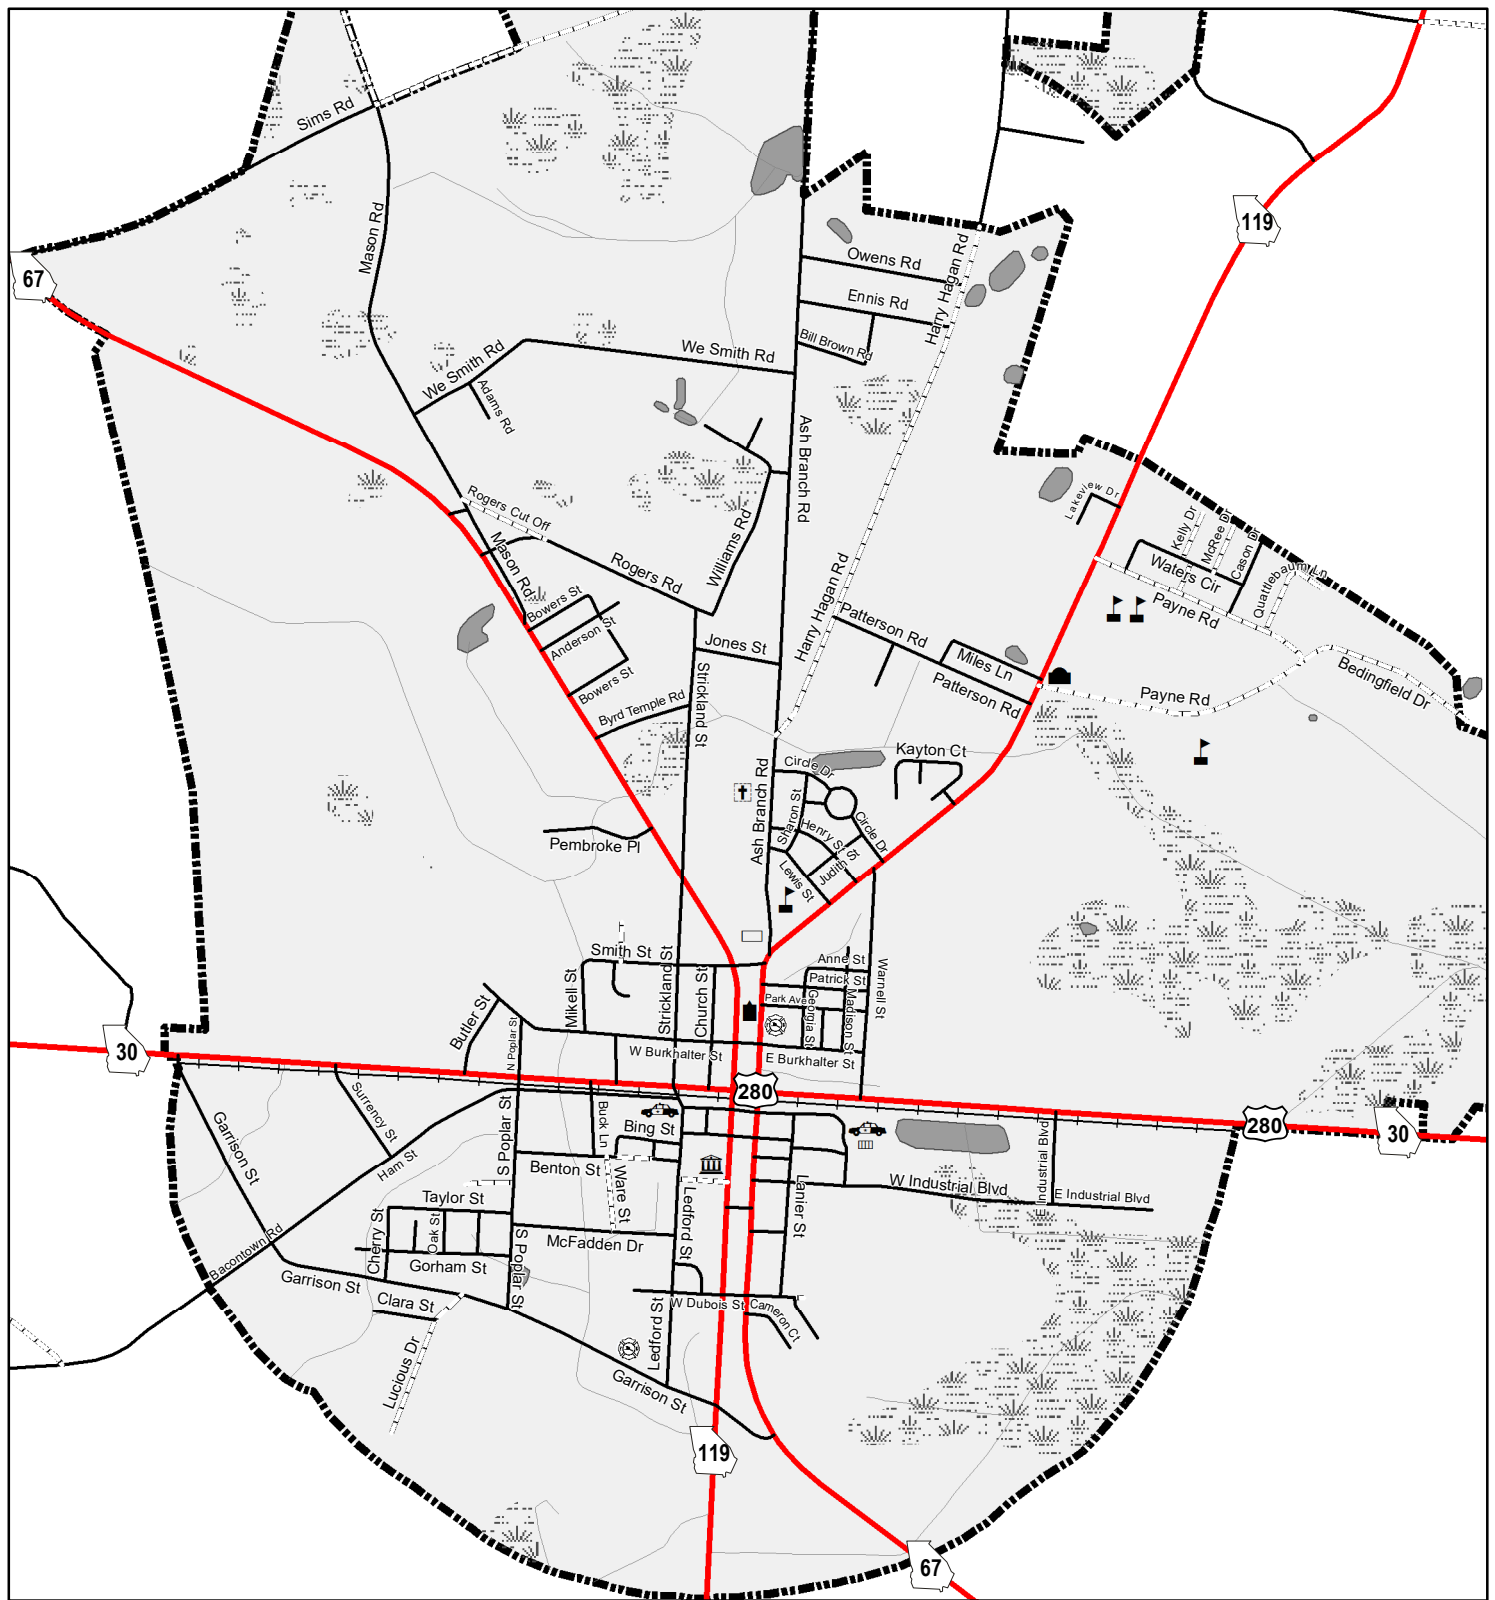 Sims Rd
Mason Rd
119
67
Owens Rd
Harry Hagan Rd
Ennis Rd
Bill Brown Rd
We Smith Rd
We Smith Rd
Adams Rd
Ash Branch Rd
Lakeview Dr
Rogers Cut Off
Kelly Dr
McRee Dr
Cason Dr
Williams Rd
Mason Rd
Rogers Rd
Waters Cir
Quattlebaum Ln
Harry Hagan Rd
Bowers St
Payne Rd
Patterson Rd
Anderson St
Jones St
Miles Ln
Bowers St
Patterson Rd
Payne Rd
Bedingfield Dr
Byrd Temple Rd
Strickland St
Kayton Ct
Circle Dr
Ash Branch Rd
Sharon St
Henry St
Circle Dr
Pembroke Pl
Judith St
Lewis St
Smith St
Strickland St
Anne St
Warnell St
Patrick St
Mikell St
Church St
Park Ave
Georgia St
Madison St
Butler St
N Poplar St
W Burkhalter St
E Burkhalter St
30
280
280
30
Surrency St
Garrison St
Buck Ln
Bing St
S Poplar St
Ham St
Benton St
Ware St
W Industrial Blvd
E Industrial Blvd
E Industrial Blvd
Taylor St
Ledford St
Lanier St
Cherry St
Oak St
McFadden Dr
S Poplar St
Bacontown Rd
Gorham St
Garrison St
Clara St
W Dubois St
Cameron Ct
Ledford St
Lucious Dr
Garrison St
119
67